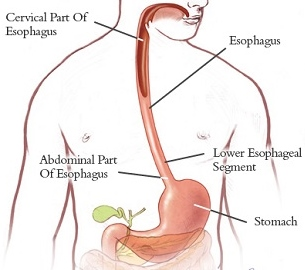 Cervical Part Of
Esophagus
Esophagus
Lower Esophageal
Segment
Abdominal Part
Of Esophagus
Stomach